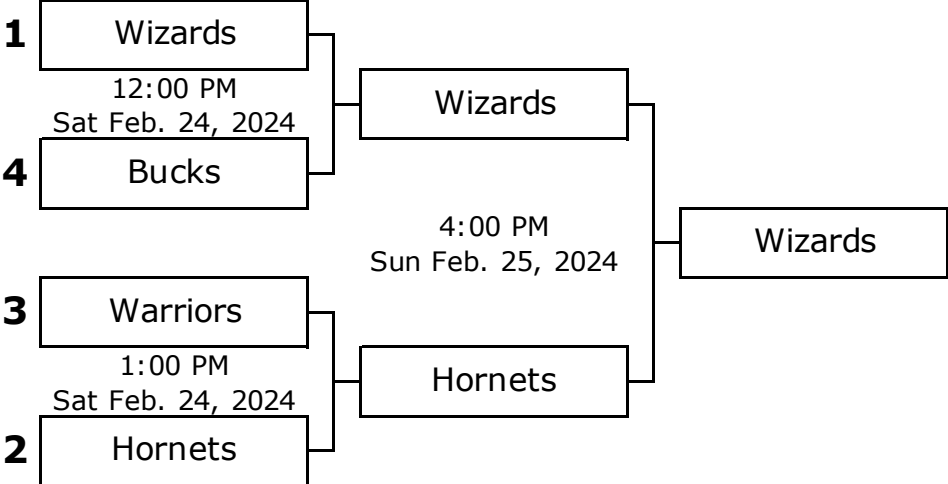 1 Wizards
12:00 PM
Sat Feb. 24, 2024
4 Bucks
Wizards
4:00 PM
Sun Feb. 25, 2024
Wizards
3 Warriors
1:00 PM
Sat Feb. 24, 2024
2 Hornets
Hornets